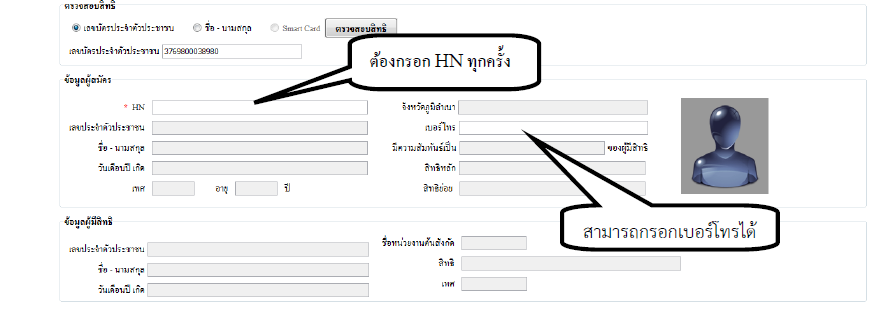 ตรวจสอบสิทธิ
เลขบัตรประจำตัวประชาชน ชื่อ - นามสกุล Smart Card ตรวจสอบสิทธิ
เลขบัตรประจำตัวประชาชน 3769800038980
ต้องกรอก HN ทุกครั้ง
ข้อมูลผู้สมัคร
* HN จังหวัดภูมิลำเนา
เลขประจำตัวประชาชน เบอร์โทร
ชื่อ - นามสกุล มีความสัมพันธ์เป็น ของผู้มีสิทธิ
วันเดือนปี เกิด สิทธิหลัก
เพศ อายุ ปี สิทธิย่อย
สามารถกรอกเบอร์โทรได้
ข้อมูลผู้มีสิทธิ
เลขประจำตัวประชาชน ชื่อหน่วยงานต้นสังกัด
ชื่อ - นามสกุล สิทธิ
วันเดือนปี เกิด เพศ